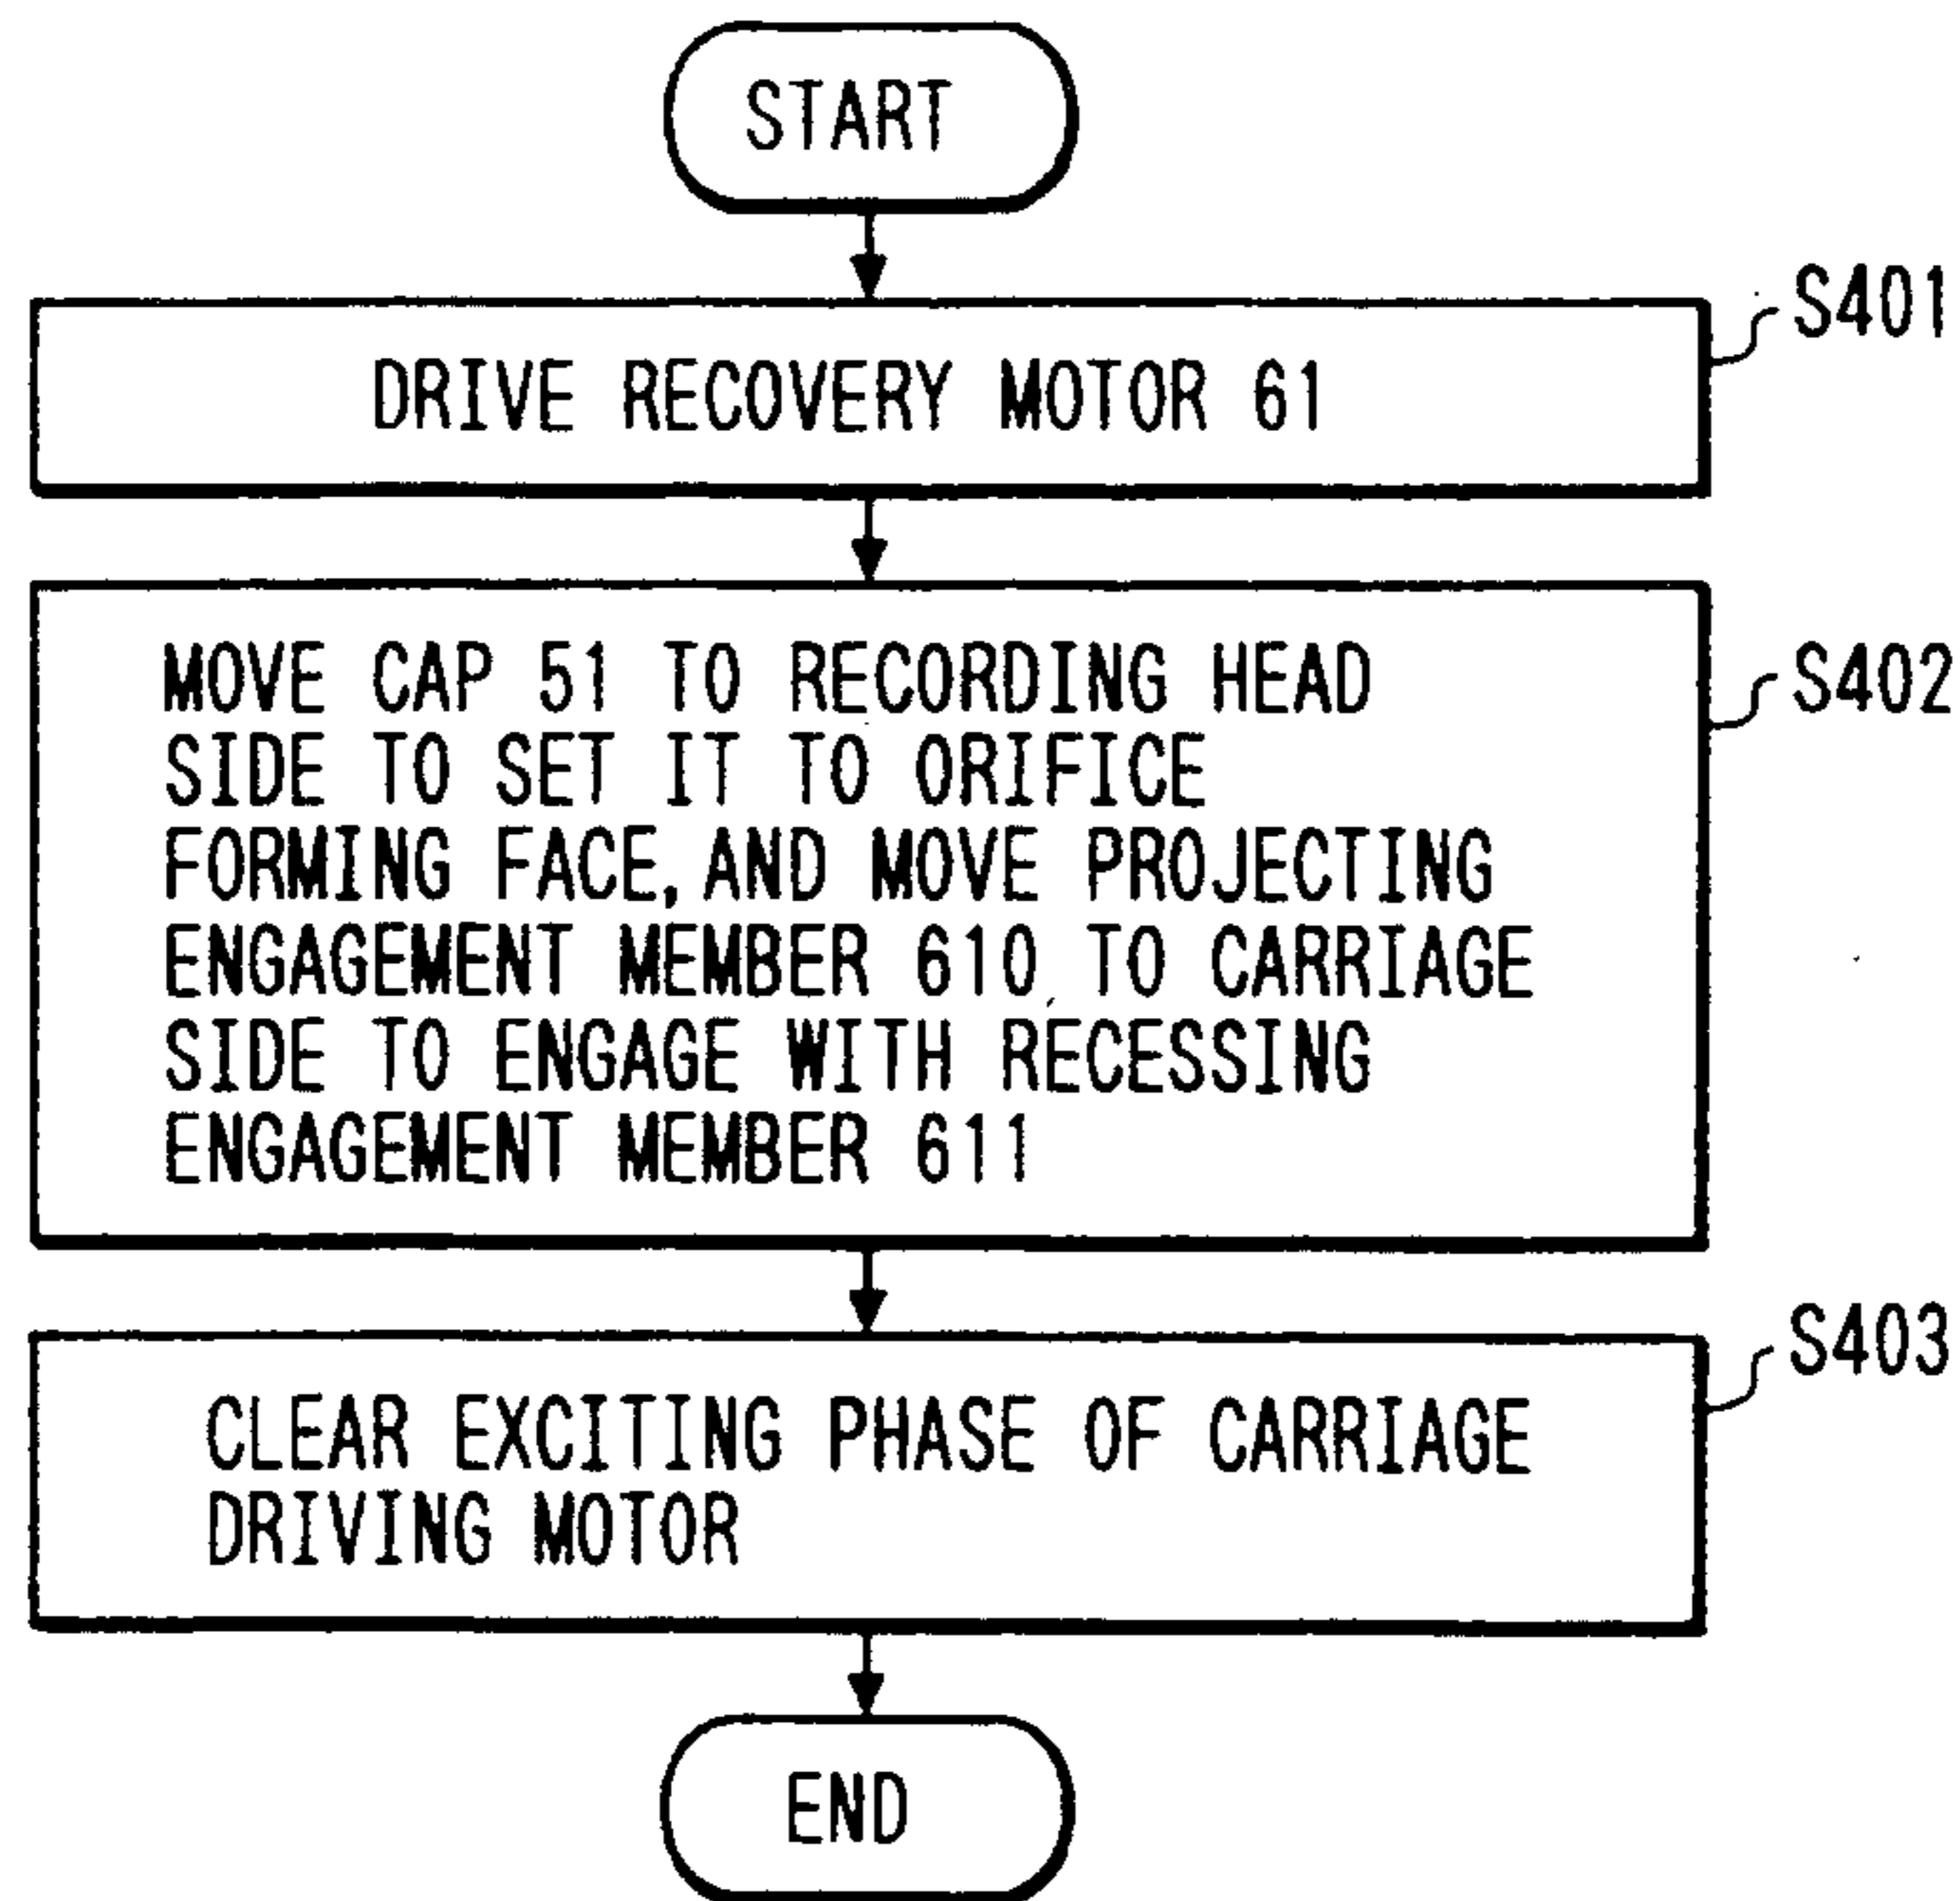 START
S401
DRIVE RECOVERY MOTOR 61
S402
MOVE CAP 51 TO RECORDING HEAD
SIDE TO SET IT TO ORIFICE
FORMING FACE, AND MOVE PROJECTING
ENGAGEMENT MEMBER 610 TO CARRIAGE
SIDE TO ENGAGE WITH RECESSING
ENGAGEMENT MEMBER 611
S403
CLEAR EXCITING PHASE OF CARRIAGE
DRIVING MOTOR
END